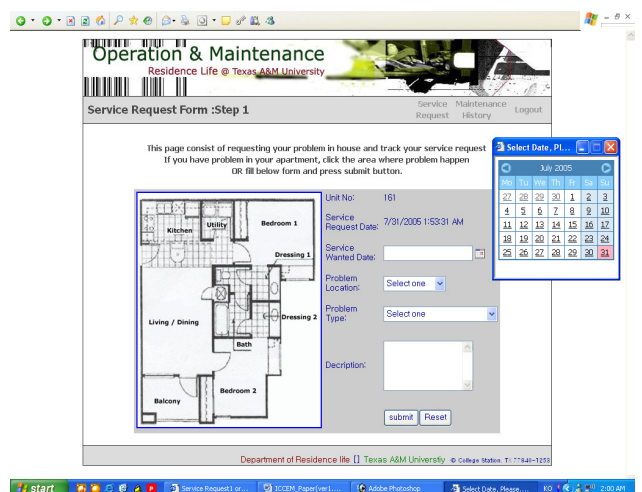 Operation & Maintenance
Residence Life @ Texas A&M University
Service Request Form :Step 1
Service Request
Maintenance History
Logout
This page consist of requesting your problem in house and track your service request
If you have problem in your apartment, click the area where problem happen
OR fill below form and press submit button.
Kitchen
Utility
Bedroom 1
Dressing 1
Living / Dining
Dressing 2
Bath
Bedroom 2
Balcony
Unit No: 161
Service Request Date: 7/31/2005 1:53:31 AM
Service Wanted Date:
Problem Location: Select one
Problem Type: Select one
Decription:
submit Reset
Department of Residence life [] Texas A&M Universtiy © College Station. TX 77840-1253
Select Date, Pl...
July 2005
Mo Tu We Th Fr Sa Su
27 28 29 30 1 2 3
4 5 6 7 8 9 10
11 12 13 14 15 16 17
18 19 20 21 22 23 24
25 26 27 28 29 30 31
start
Service Request1 or...
ICCEM_Paper(ver1....
Adobe Photoshop
Select Date, Please....
KO
2:00 AM